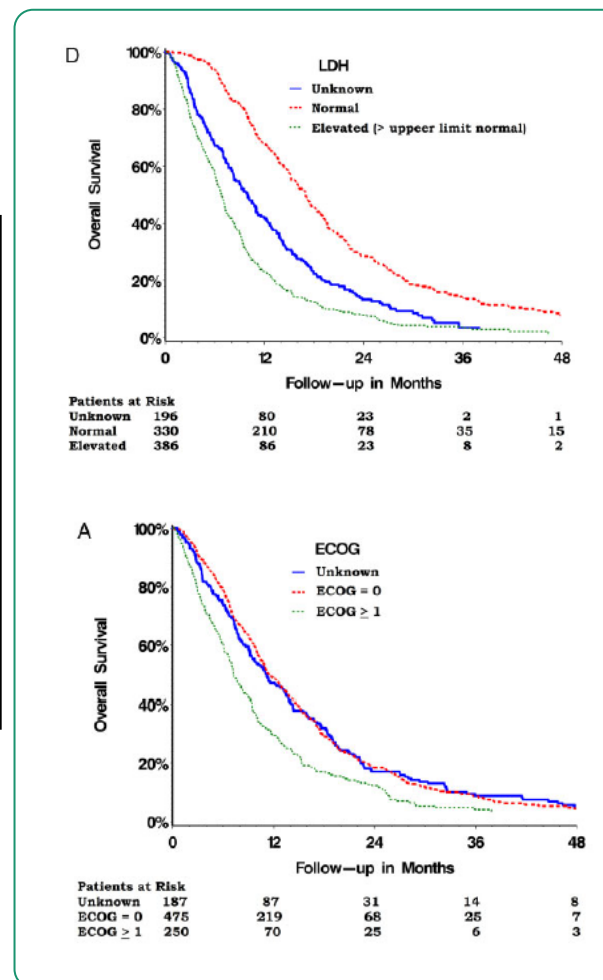 D
LDH
Unknown
Normal
Elevated (> uppeer limit normal)
Overall Survival
100%
80%
60%
40%
20%
0%
0 12 24 36 48
Follow-up in Months
Patients at Risk
Unknown 196 80 23 2 1
Normal 330 210 78 35 15
Elevated 386 86 23 8 2
A
ECOG
Unknown
ECOG = 0
ECOG ≥ 1
Overall Survival
100%
80%
60%
40%
20%
0%
0 12 24 36 48
Follow-up in Months
Patients at Risk
Unknown 187 87 31 14 8
ECOG = 0 475 219 68 25 7
ECOG ≥ 1 250 70 25 6 3